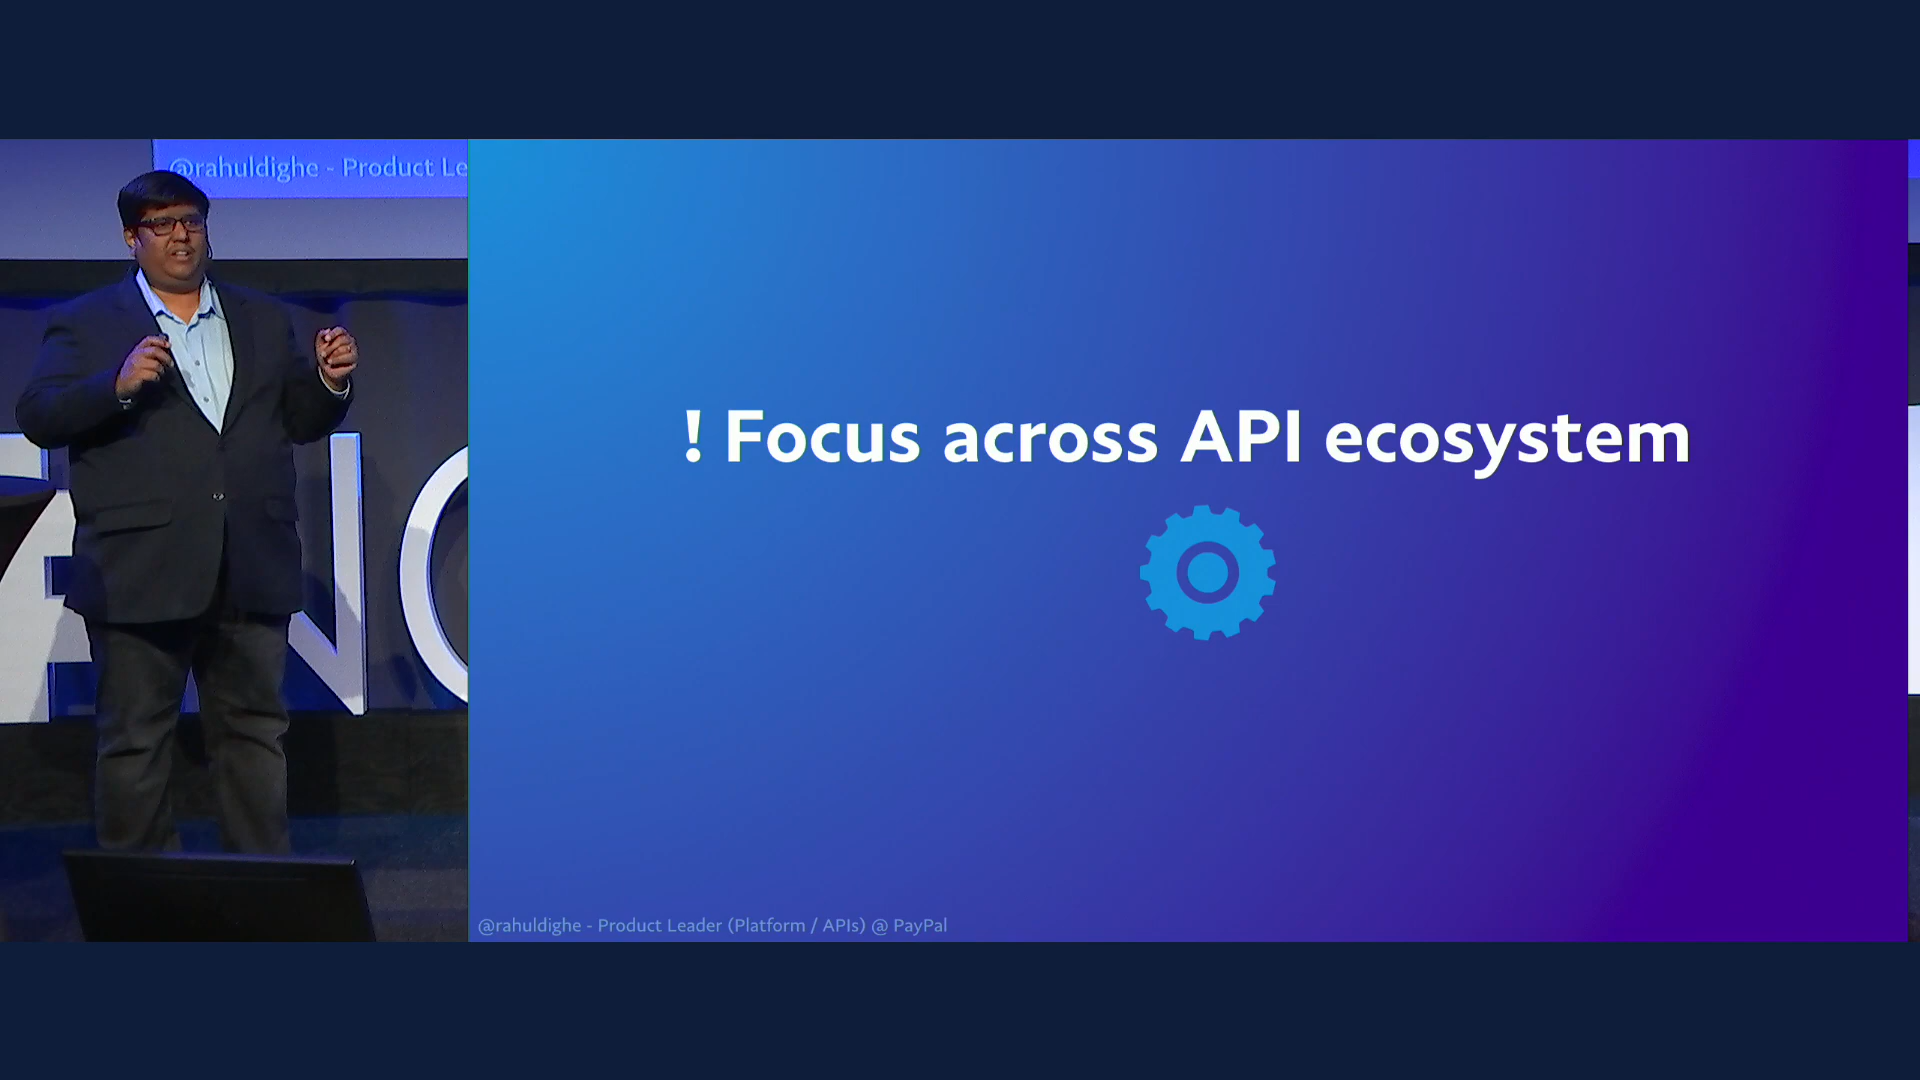 @rahuldighe - Product Le
! Focus across API ecosystem
@rahuldighe - Product Leader (Platform / APIs) @ PayPal